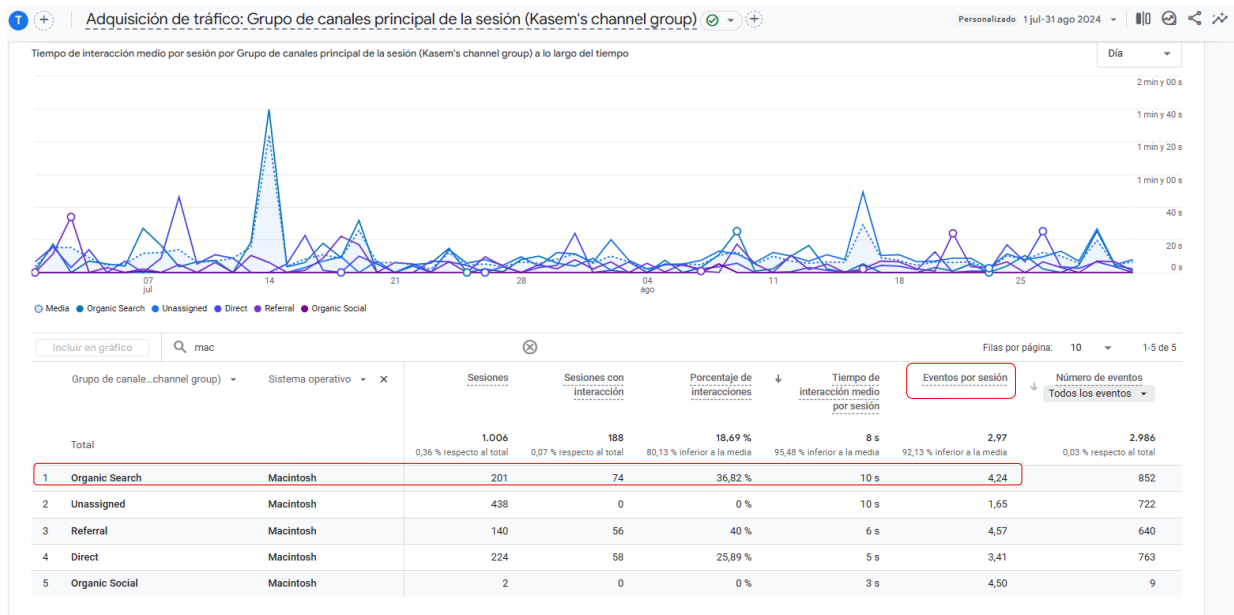 T
Adquisición de tráfico: Grupo de canales principal de la sesión (Kasem's channel group)
Personalizado 1 jul-31 ago 2024
Tiempo de interacción medio por sesión por Grupo de canales principal de la sesión (Kasem's channel group) a lo largo del tiempo
Día
2 min y 00 s
1 min y 40 s
1 min y 20 s
1 min y 00 s
40 s
20 s
0 s
07 14 21 28 04 11 18 25
jul ago
Media Organic Search Unassigned Direct Referral Organic Social
Incluir en gráfico mac Filas por página: 10 1-5 de 5
Grupo de canale...channel group) Sistema operativo Sesiones Sesiones con Porcentaje de Tiempo de Eventos por sesión Número de eventos
interacción interacciones interacción medio Todos los eventos
por sesión
Total 1.006 188 18,69 % 8 s 2,97 2.986
0,36 % respecto al total 0,07 % respecto al total 80,13 % inferior a la media 95,48 % inferior a la media 92,13 % inferior a la media 0,03 % respecto al total
1 Organic Search Macintosh 201 74 36,82 % 10 s 4,24 852
2 Unassigned Macintosh 438 0 0 % 10 s 1,65 722
3 Referral Macintosh 140 56 40 % 6 s 4,57 640
4 Direct Macintosh 224 58 25,89 % 5 s 3,41 763
5 Organic Social Macintosh 2 0 0 % 3 s 4,50 9